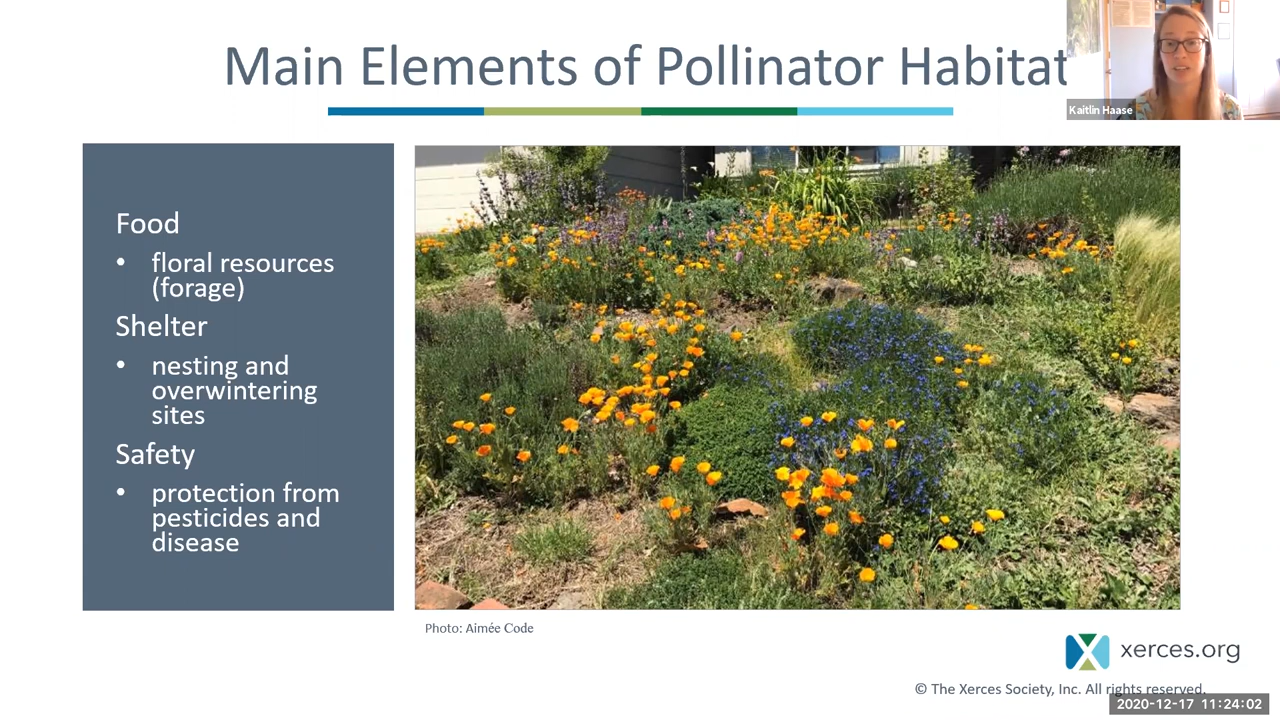 Main Elements of Pollinator Habitat
Kaitlin Haase
Food
• floral resources
(forage)
Shelter
• nesting and
overwintering
sites
Safety
• protection from
pesticides and
disease
Photo: Aimée Code
xerces.org
© The Xerces Society, Inc. All rights reserved.
2020-12-17 11:24:02